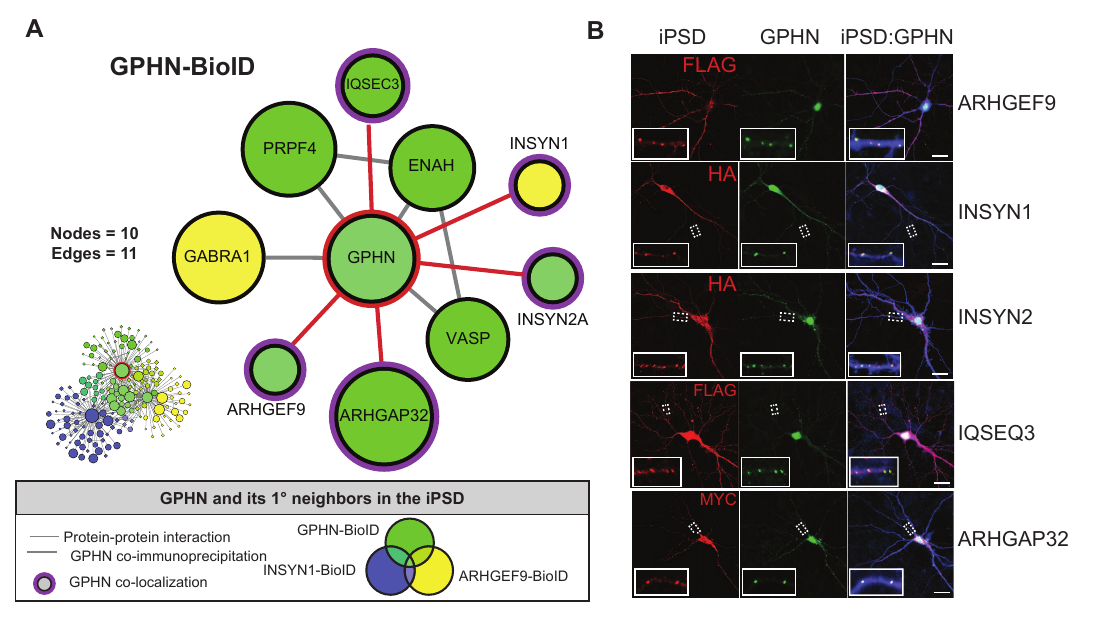 A
GPHN-BioID
IQSEC3
PRPF4
ENAH
INSYN1
Nodes = 10
Edges = 11
GABRA1
GPHN
INSYN2A
VASP
ARHGEF9
ARHGAP32
GPHN and its 1° neighbors in the iPSD
Protein-protein interaction
GPHN co-immunoprecipitation
GPHN co-localization
GPHN-BioID
INSYN1-BioID
ARHGEF9-BioID
B
iPSD GPHN iPSD:GPHN
FLAG
ARHGEF9
HA
INSYN1
HA
INSYN2
FLAG
IQSEQ3
MYC
ARHGAP32